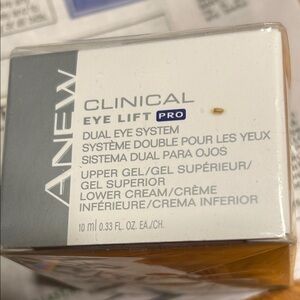 ANEW
CLINICAL
EYE LIFT PRO
DUAL EYE SYSTEM
SYSTÈME DOUBLE POUR LES YEUX
SISTEMA DUAL PARA OJOS
UPPER GEL/GEL SUPÉRIEUR/
GEL SUPERIOR
LOWER CREAM/CRÈME
INFÉRIEURE/CREMA INFERIOR
10 ml/0.33 FL. OZ. EA./CH.